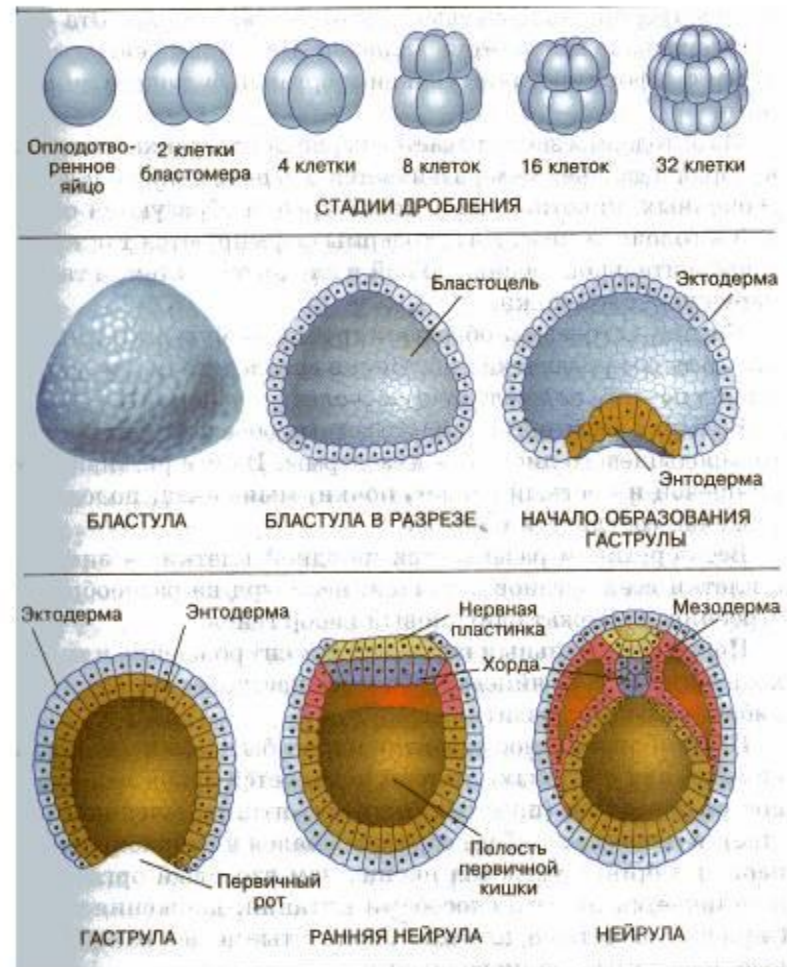 Оплодотво-
ренное
яйцо
2 клетки
бластомера
4 клетки
8 клеток
16 клеток
32 клетки
СТАДИИ ДРОБЛЕНИЯ
Бластоцель
Эктодерма
Энтодерма
БЛАСТУЛА
БЛАСТУЛА В РАЗРЕЗЕ
НАЧАЛО ОБРАЗОВАНИЯ
ГАСТРУЛЫ
Эктодерма
Энтодерма
Нервная
пластинка
Хорда
Мезодерма
Первичный
рот
Полость
первичной
кишки
ГАСТРУЛА
РАННЯЯ НЕЙРУЛА
НЕЙРУЛА